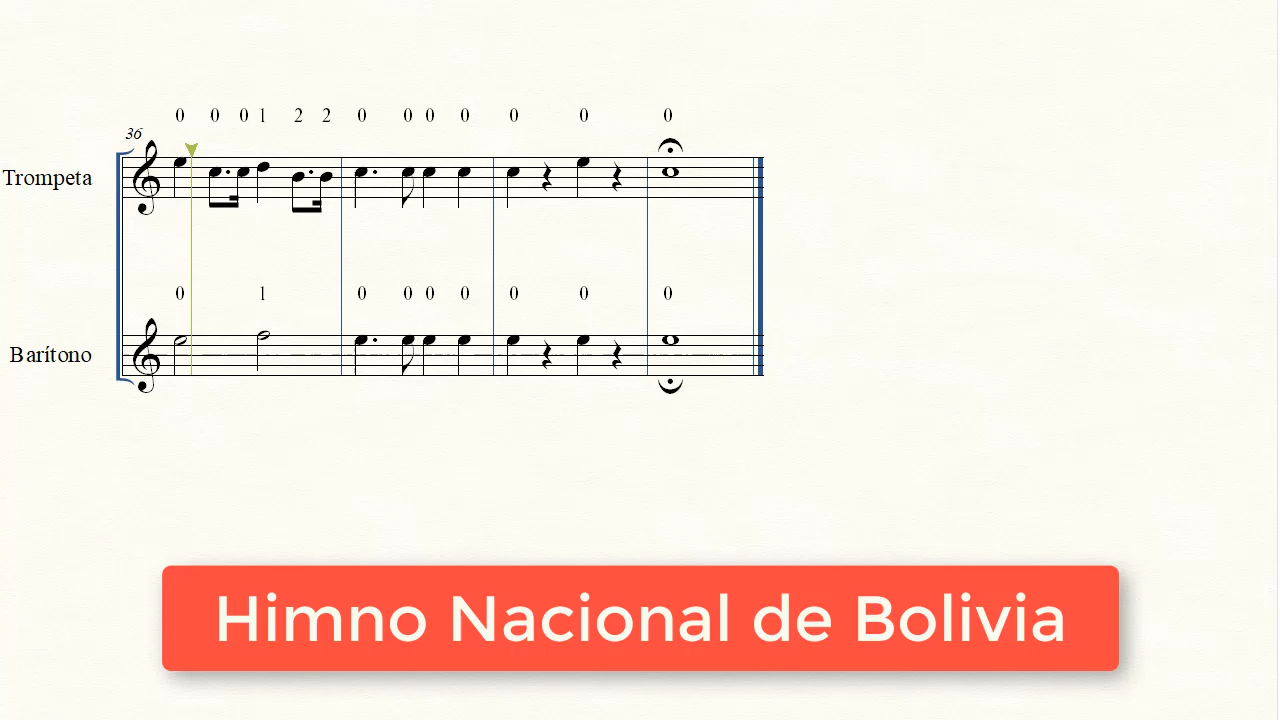 0 0 0 1 2 2 0 0 0 0 0 0 0
36
Trompeta
0 1 0 0 0 0 0 0 0
Barítono
Himno Nacional de Bolivia